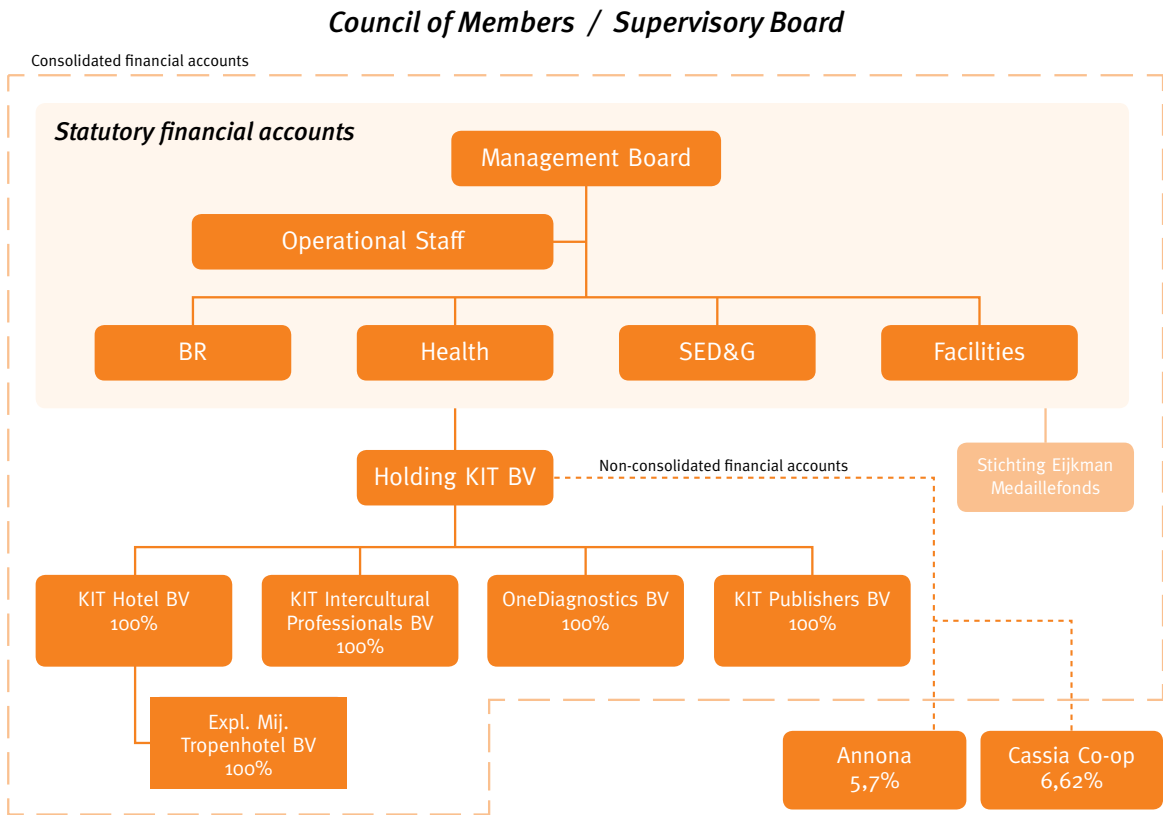 Council of Members / Supervisory Board
Consolidated financial accounts
Statutory financial accounts
Management Board
Operational Staff
BR
Health
SED&G
Facilities
Holding KIT BV
Non-consolidated financial accounts
Stichting Eijkman
Medaillefonds
KIT Hotel BV
100%
KIT Intercultural
Professionals BV
100%
OneDiagnostics BV
100%
KIT Publishers BV
100%
Expl. Mij.
Tropenhotel BV
100%
Annona
5,7%
Cassia Co-op
6,62%